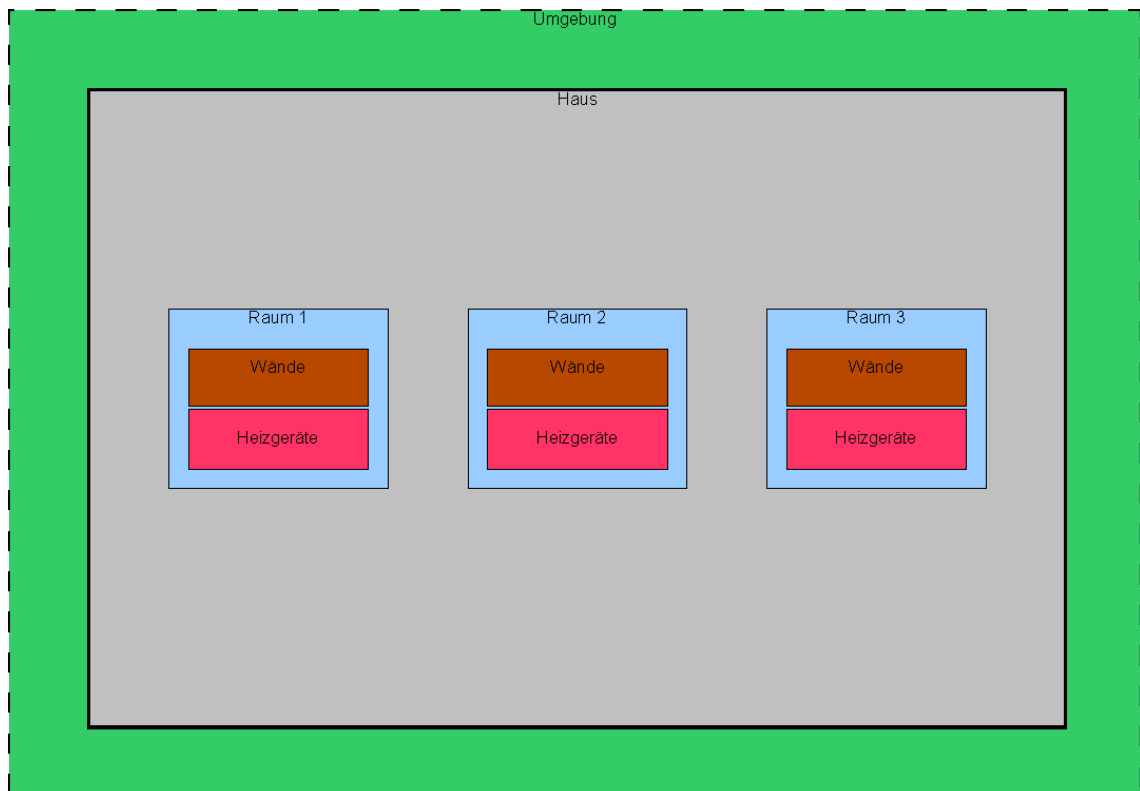 Umgebung
Haus
Raum 1
Raum 2
Raum 3
Wände
Wände
Wände
Heizgeräte
Heizgeräte
Heizgeräte